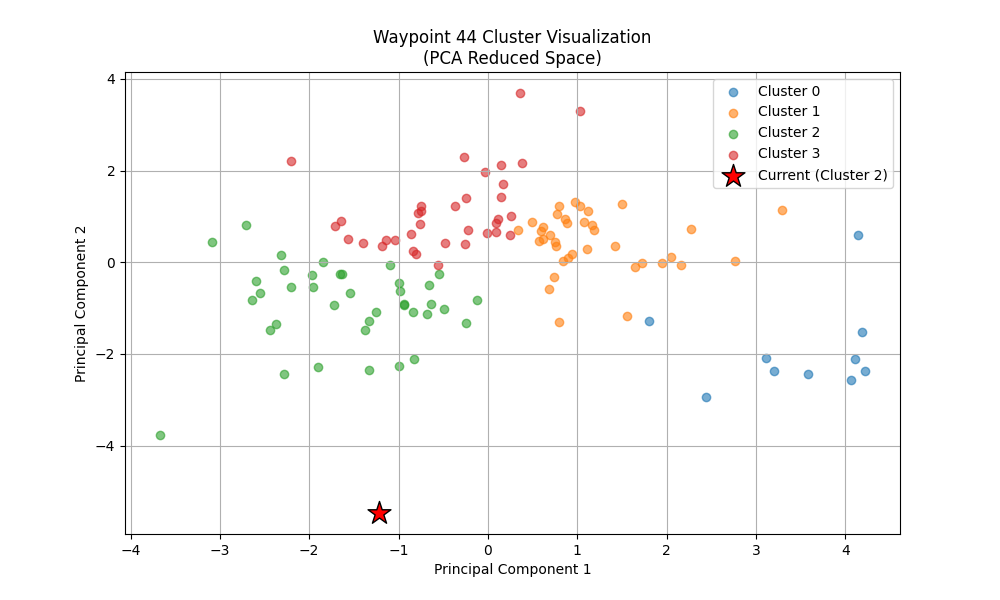 Waypoint 44 Cluster Visualization
(PCA Reduced Space)
Cluster 0
Cluster 1
Cluster 2
Cluster 3
Current (Cluster 2)
Principal Component 2
4
2
0
−2
−4
−4 −3 −2 −1 0 1 2 3 4
Principal Component 1